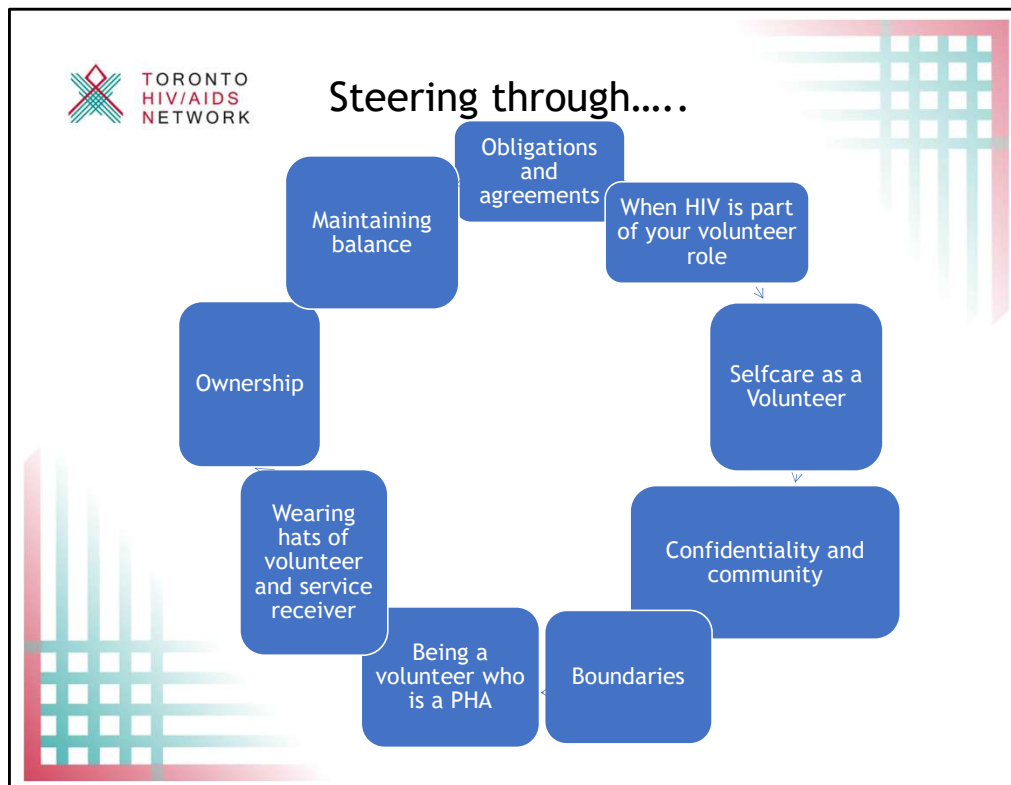 TORONTO
HIV/AIDS
NETWORK
Steering through.....
Obligations
and
agreements
When HIV is part
of your volunteer
role
Selfcare as a
Volunteer
Confidentiality and
community
Boundaries
Being a
volunteer who
is a PHA
Wearing
hats of
volunteer
and service
receiver
Ownership
Maintaining
balance